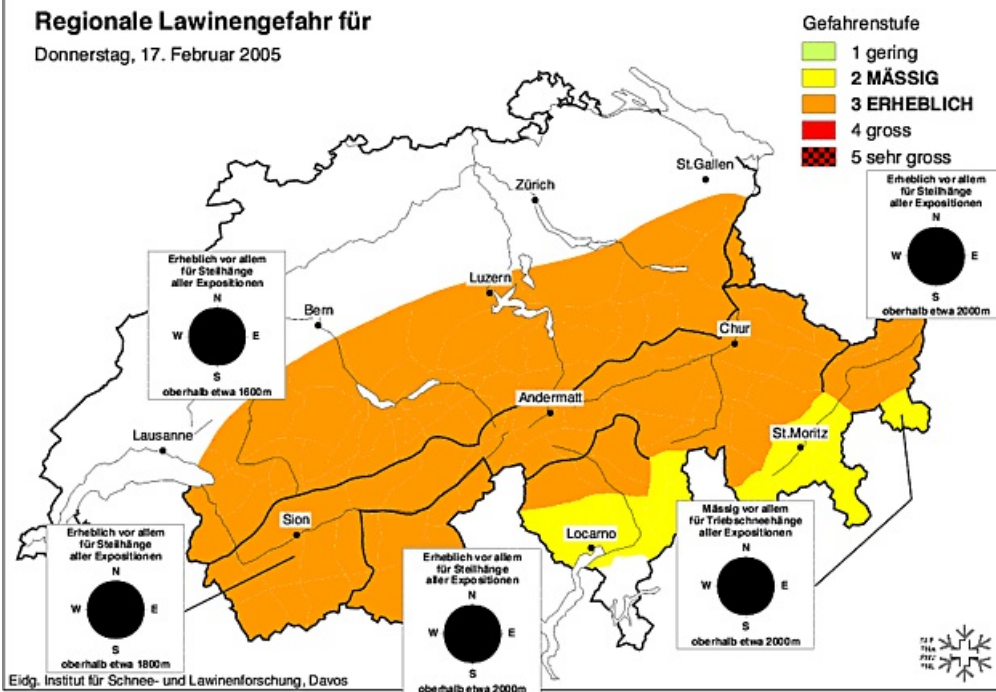 Regionale Lawinengefahr für
Donnerstag, 17. Februar 2005
Gefahrenstufe
1 gering
2 MÄSSIG
3 ERHEBLICH
4 gross
5 sehr gross
St.Gallen
Zürich
Erheblich vor allem
für Steilhänge
aller Expositionen
N
W E
S
oberhalb etwa 2000m
Erheblich vor allem
für Steilhänge
aller Expositionen
N
W E
S
oberhalb etwa 1600m
Luzern
Bern
Chur
Andermatt
Lausanne
St.Moritz
Sion
Locarno
Erheblich vor allem
für Steilhänge
aller Expositionen
N
W E
S
oberhalb etwa 1800m
Erheblich vor allem
für Steilhänge
aller Expositionen
N
W E
S
oberhalb etwa 2000m
Mässig vor allem
für Triebschneehänge
aller Expositionen
N
W E
S
oberhalb etwa 2000m
Eidg. Institut für Schnee- und Lawinenforschung, Davos